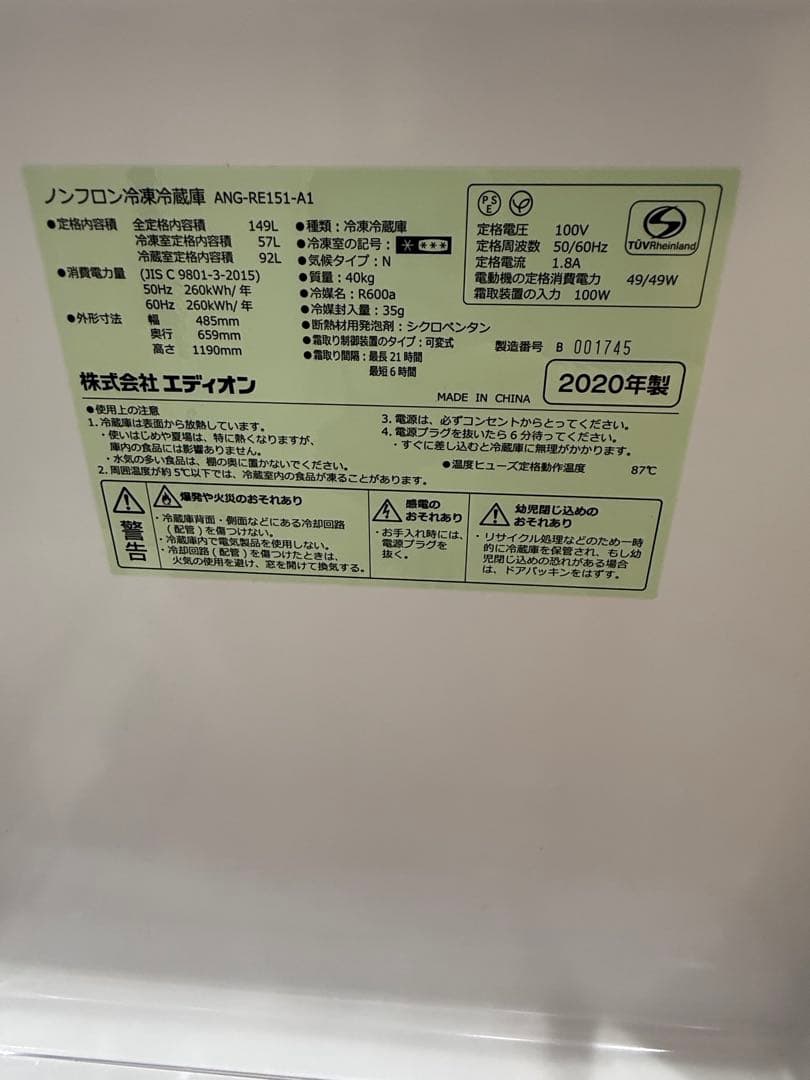 ノンフロン冷凍冷蔵庫 ANG-RE151-A1
●定格内容積 全定格内容積 149L
冷凍室定格内容積 57L
冷蔵室定格内容積 92L
●消費電力量 (JIS C 9801-3-2015)
50Hz 260kWh/年
60Hz 260kWh/年
●外形寸法 幅 485mm
奥行 659mm
高さ 1190mm
●種類：冷凍冷蔵庫
●冷凍室の記号：
●気候タイプ：N
●質量：40kg
●冷媒名：R600a
●冷媒封入量：35g
●断熱材用発泡剤：シクロペンタン
●霜取り制御装置のタイプ：可変式
●霜取り間隔：最長21時間
最短6時間
PSE
定格電圧 100V
定格周波数 50/60Hz
定格電流 1.8A
電動機の定格消費電力 49/49W
霜取装置の入力 100W
TÜVRheinland
製造番号 B 001745
株式会社 エディオン
MADE IN CHINA
2020年製
●使用上の注意
1. 冷蔵庫は表面から放熱しています。
・使いはじめや夏場は、特に熱くなりますが、
庫内の食品には影響ありません。
・水気の多い食品は、棚の奥に置かないでください。
2. 周囲温度が約5℃以下では、冷蔵室内の食品が凍ることがあります。
3. 電源は、必ずコンセントからとってください。
4. 電源プラグを抜いたら6分待ってください。
・すぐに差し込むと冷蔵庫に無理がかかります。
●温度ヒューズ定格動作温度 87℃
警告
爆発や火災のおそれあり
・冷蔵庫背面・側面などにある冷却回路
(配管)を傷つけない。
・冷蔵庫内で電気製品を使用しない。
・冷却回路(配管)を傷つけたときは、
火気の使用を避け、窓を開けて換気する。
感電の
おそれあり
・お手入れ時には、
電源プラグを
抜く。
幼児閉じ込めの
おそれあり
・リサイクル処理などのため一時
的に冷蔵庫を保管され、もし幼
児閉じ込めの恐れがある場合
は、ドアパッキンをはずす。